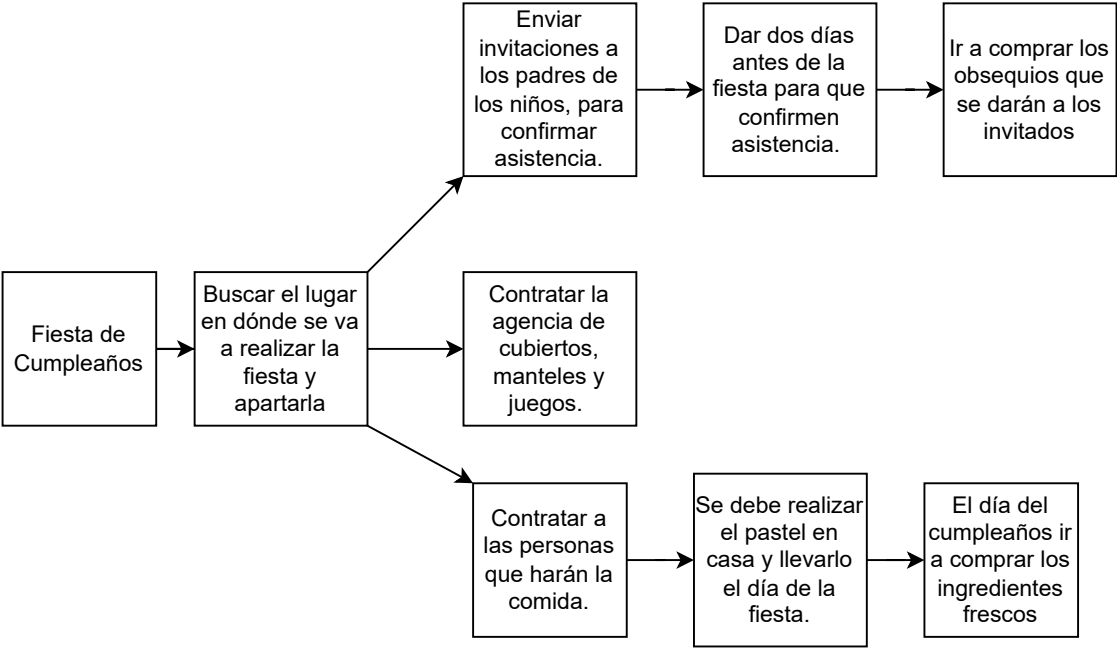 Enviar
invitaciones a
los padres de
los niños, para
confirmar
asistencia.
Dar dos días
antes de la
fiesta para que
confirmen
asistencia.
Ir a comprar los
obsequios que
se darán a los
invitados
Fiesta de
Cumpleaños
Buscar el lugar
en dónde se va
a realizar la
fiesta y
apartarla
Contratar la
agencia de
cubiertos,
manteles y
juegos.
Contratar a
las personas
que harán la
comida.
Se debe realizar
el pastel en
casa y llevarlo
el día de la
fiesta.
El día del
cumpleaños ir
a comprar los
ingredientes
frescos